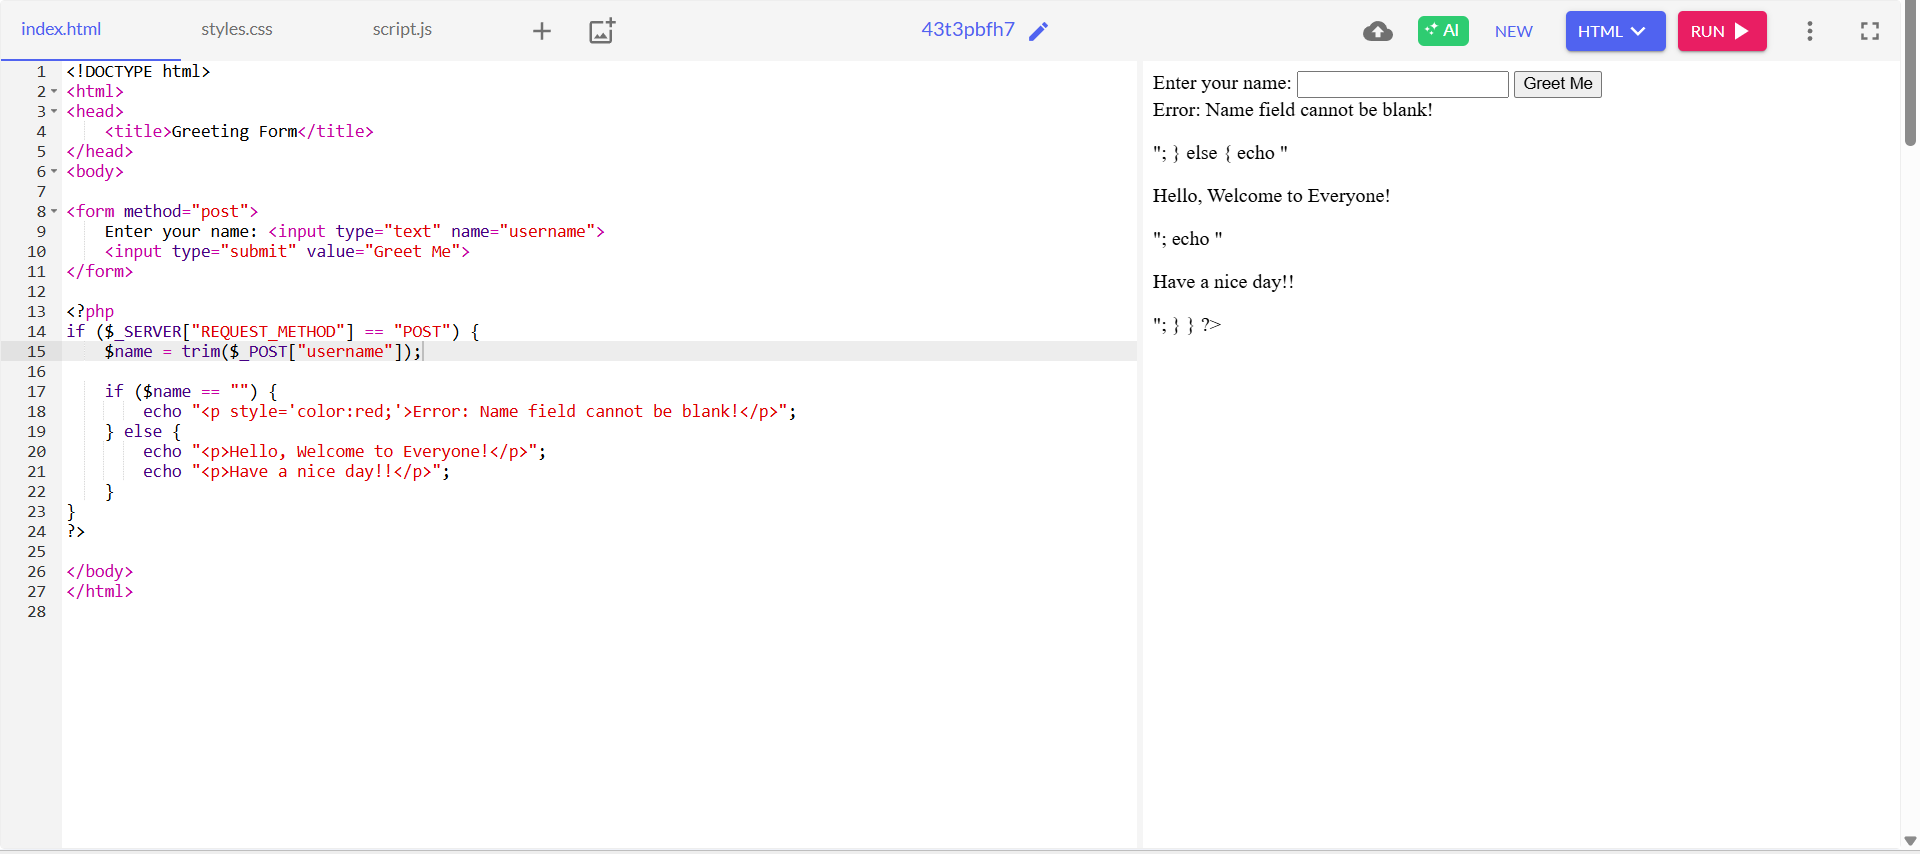 index.html styles.css script.js 43t3pbfh7 AI NEW HTML RUN
1 <!DOCTYPE html>
2 <html>
3 <head>
4     <title>Greeting Form</title>
5 </head>
6 <body>
7
8 <form method="post">
9     Enter your name: <input type="text" name="username">
10     <input type="submit" value="Greet Me">
11 </form>
12
13 <?php
14 if ($_SERVER["REQUEST_METHOD"] == "POST") {
15     $name = trim($_POST["username"]);
16
17     if ($name == "") {
18         echo "<p style='color:red;'>Error: Name field cannot be blank!</p>";
19     } else {
20         echo "<p>Hello, Welcome to Everyone!</p>";
21         echo "<p>Have a nice day!!</p>";
22     }
23 }
24 ?>
25
26 </body>
27 </html>
28
Enter your name: Greet Me
Error: Name field cannot be blank!
"; } else { echo "
Hello, Welcome to Everyone!
"; echo "
Have a nice day!!
"; } } ?>